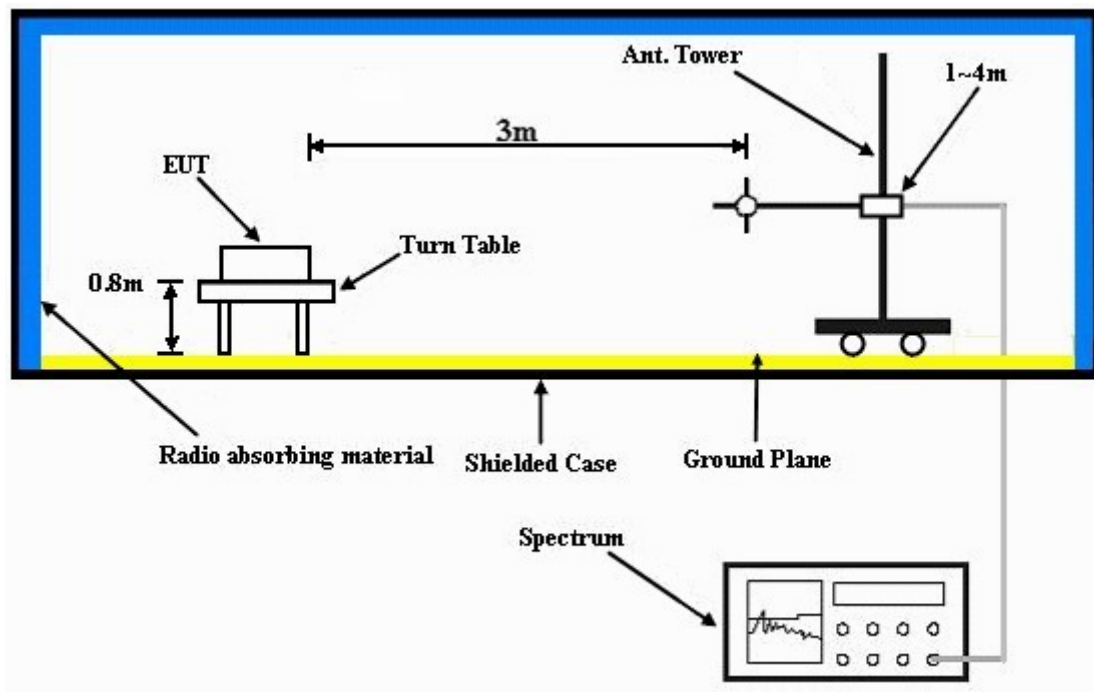 Ant. Tower
1~4m
3m
EUT
Turn Table
0.8m
Radio absorbing material
Shielded Case
Ground Plane
Spectrum